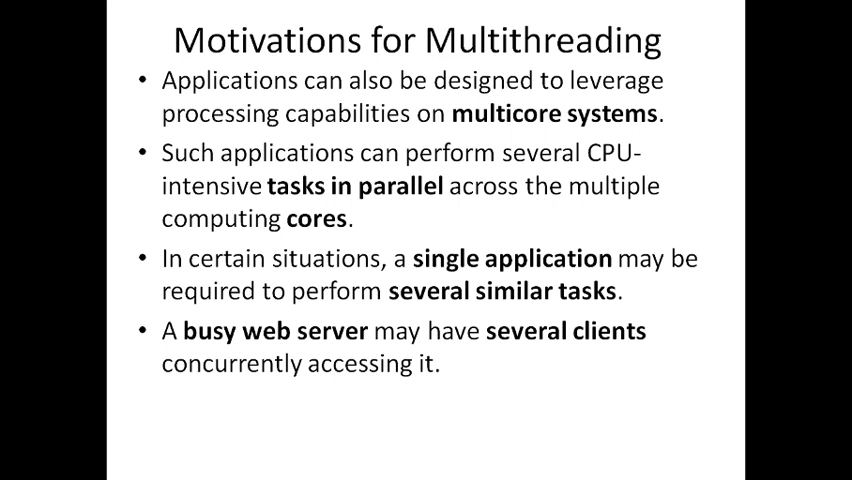 Motivations for Multithreading
• Applications can also be designed to leverage
processing capabilities on multicore systems.
• Such applications can perform several CPU-
intensive tasks in parallel across the multiple
computing cores.
• In certain situations, a single application may be
required to perform several similar tasks.
• A busy web server may have several clients
concurrently accessing it.